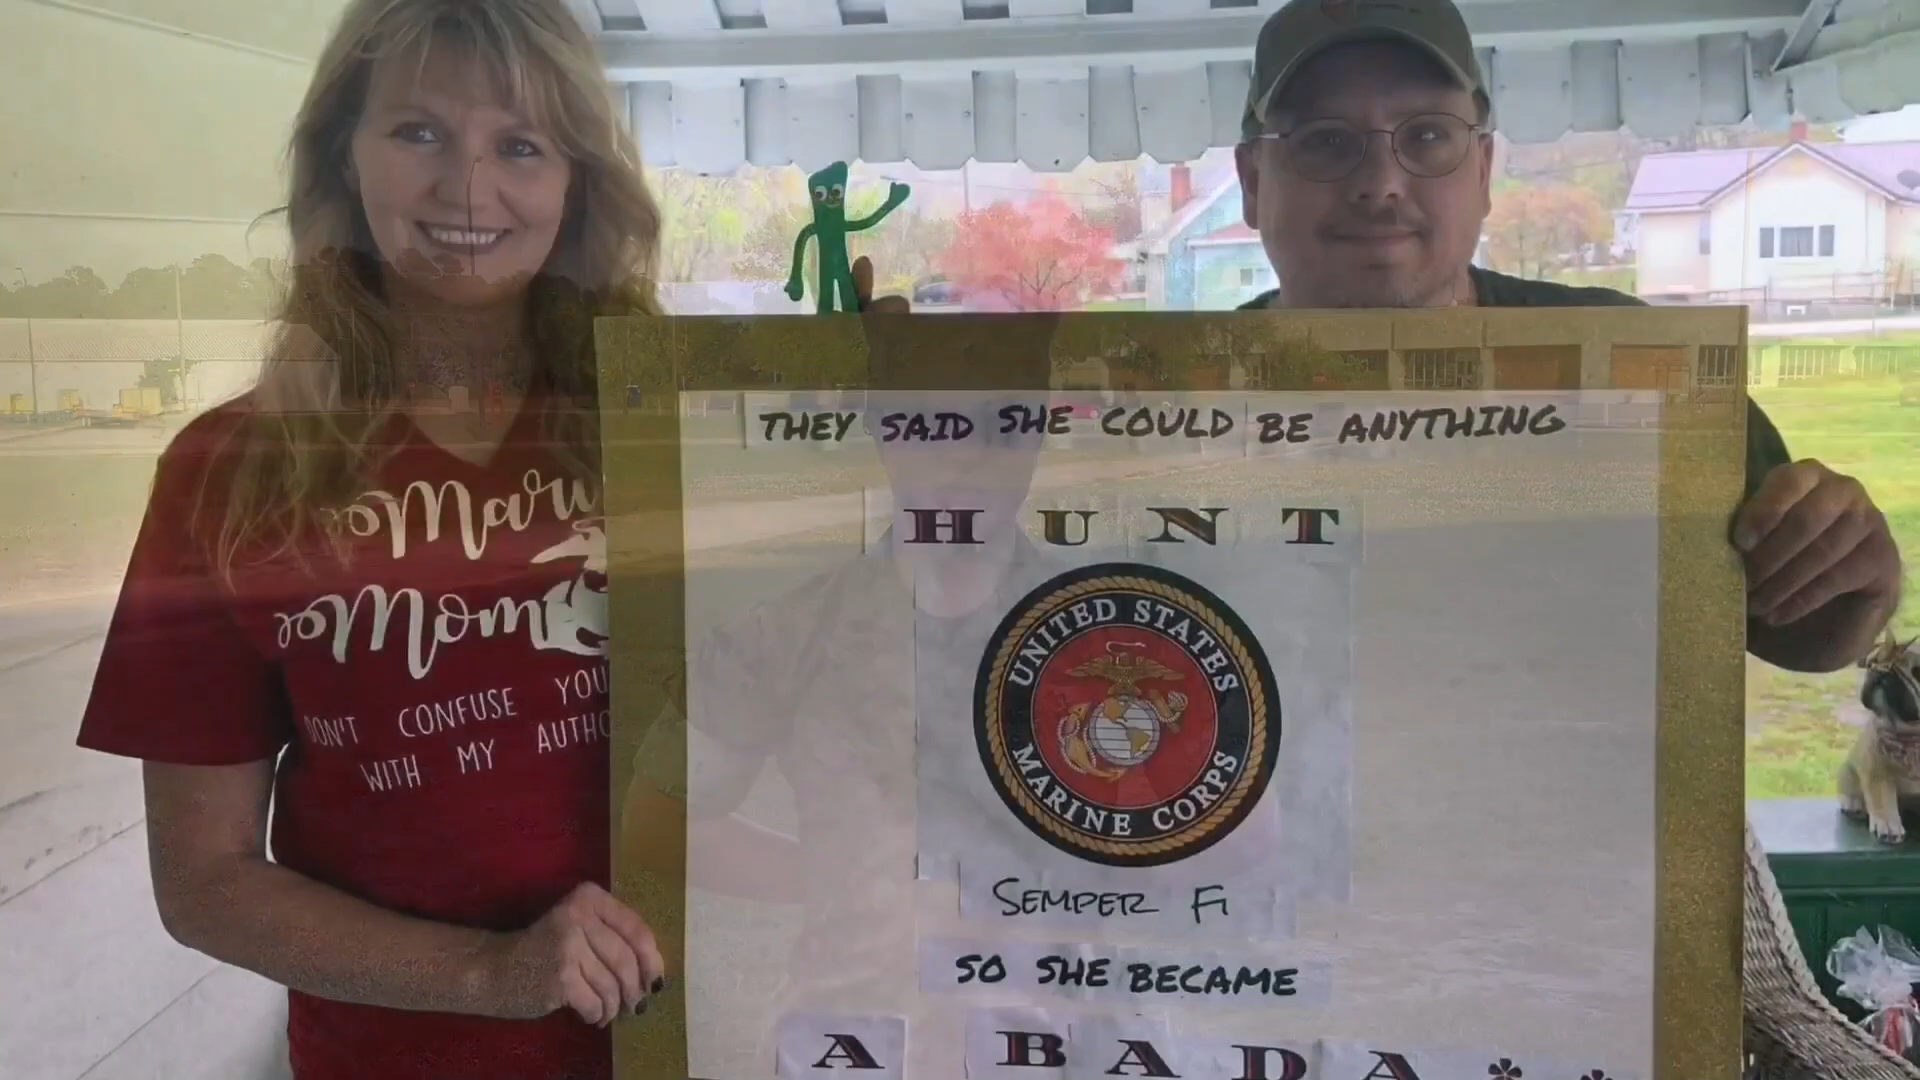 THEY SAID SHE COULD BE ANYTHING
HUNT
UNITED STATES
MARINE CORPS
SEMPER FI
SO SHE BECAME
A BADA**
Mom
DON'T CONFUSE
WITH MY